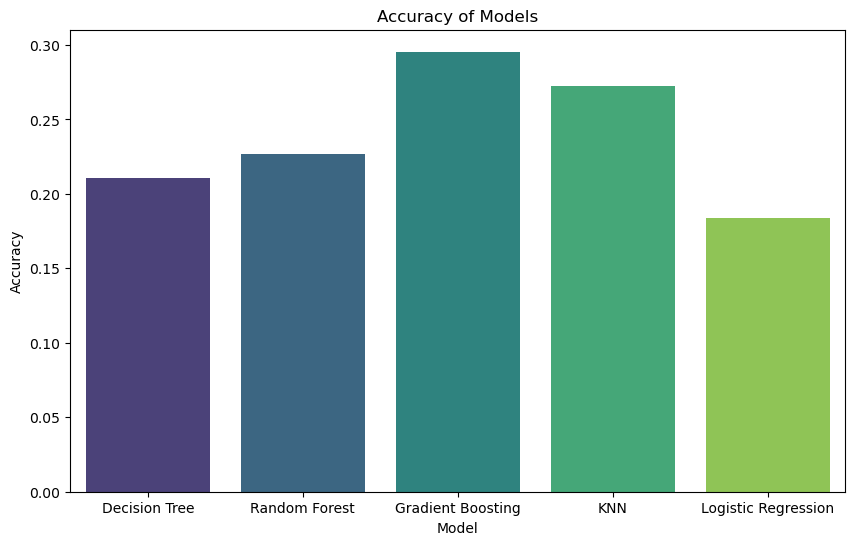 Accuracy of Models
Accuracy
0.30
0.25
0.20
0.15
0.10
0.05
0.00
Decision Tree
Random Forest
Gradient Boosting
KNN
Logistic Regression
Model